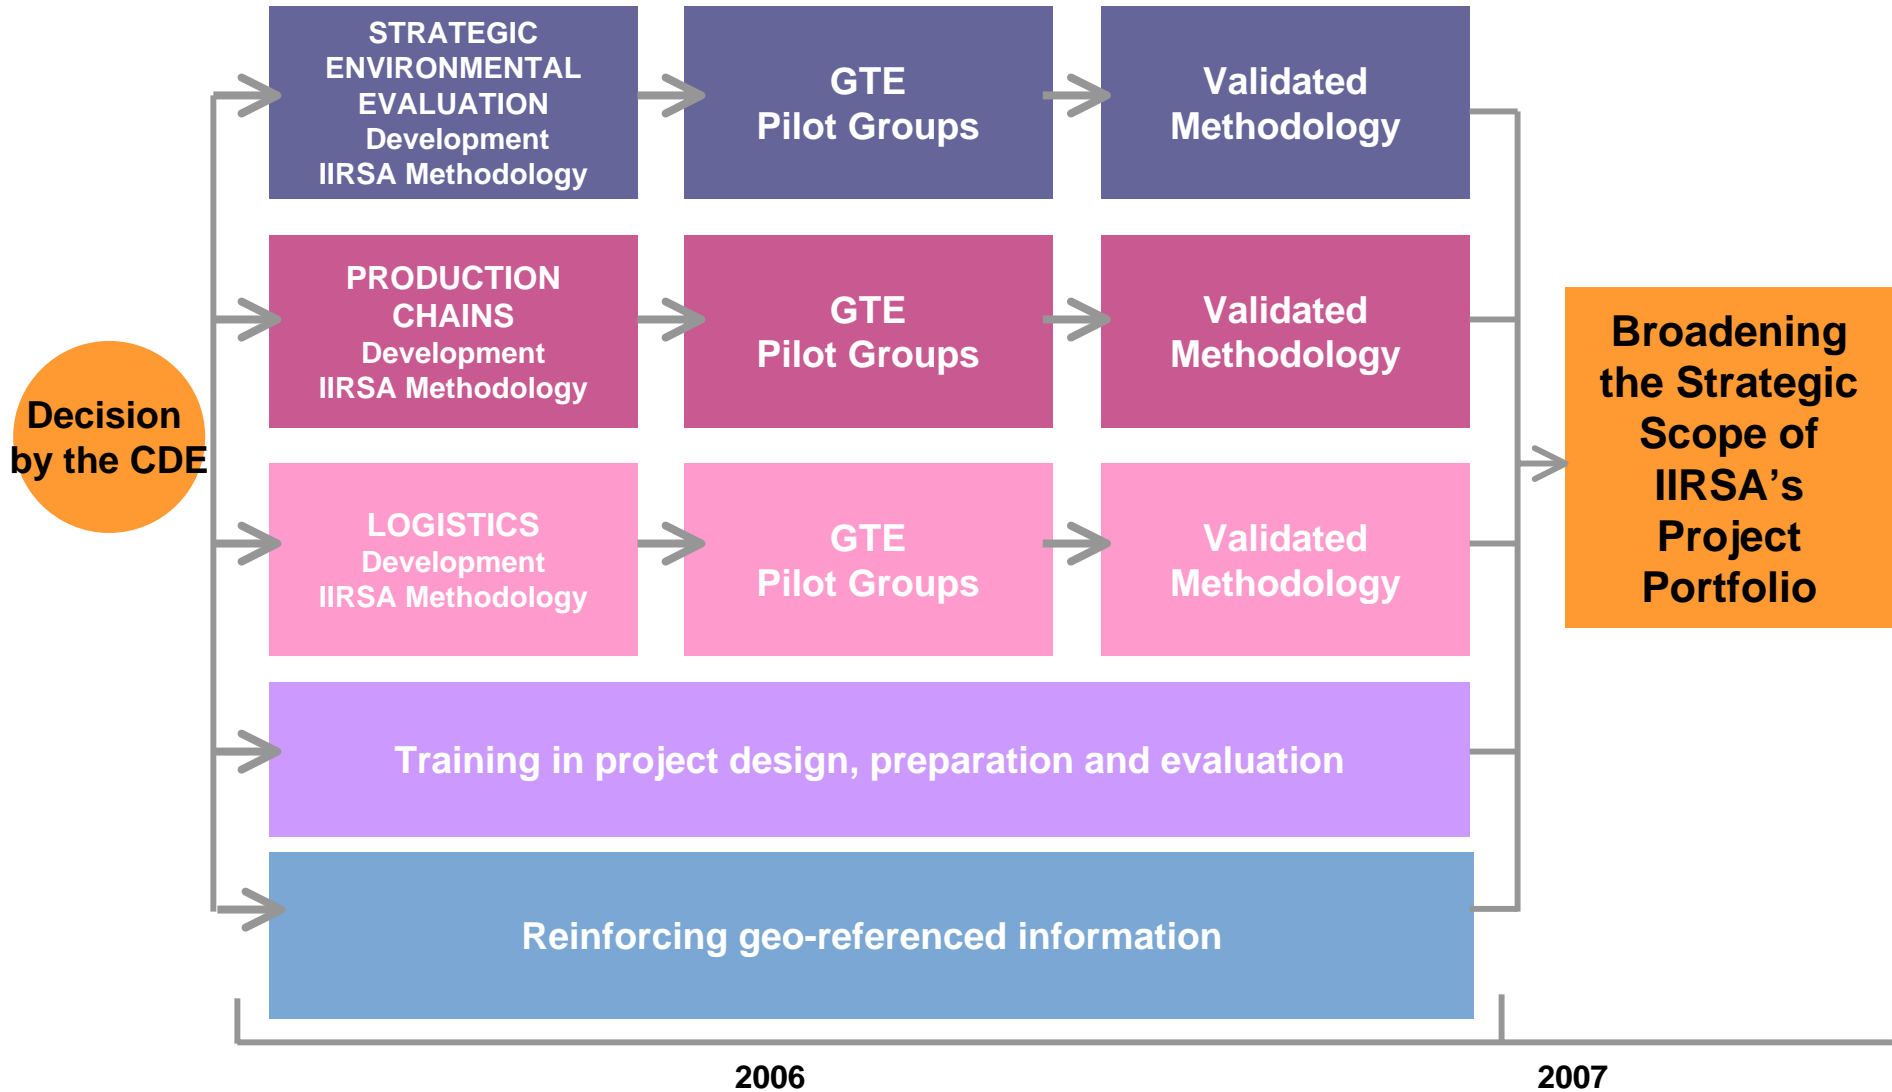 Decision
by the CDE
STRATEGIC
ENVIRONMENTAL
EVALUATION
Development
IIRSA Methodology
GTE
Pilot Groups
Validated
Methodology
PRODUCTION
CHAINS
Development
IIRSA Methodology
GTE
Pilot Groups
Validated
Methodology
LOGISTICS
Development
IIRSA Methodology
GTE
Pilot Groups
Validated
Methodology
Training in project design, preparation and evaluation
Reinforcing geo-referenced information
Broadening
the Strategic
Scope of
IIRSA’s
Project
Portfolio
2006
2007